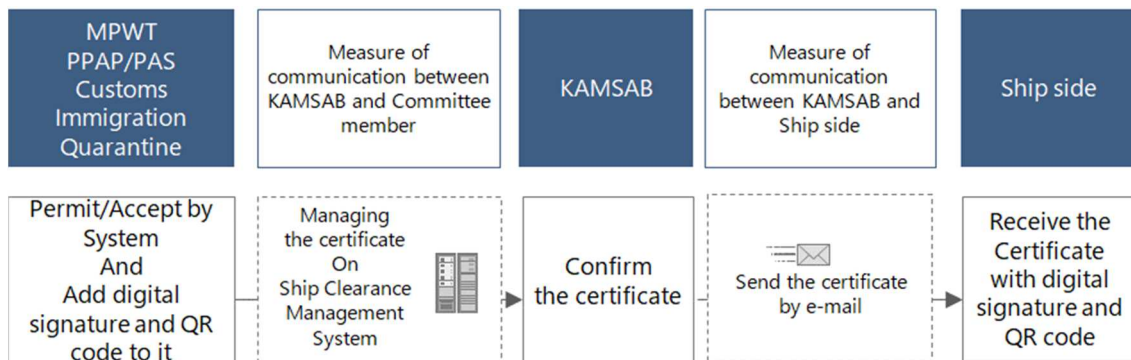 MPWT
PPAP/PAS
Customs
Immigration
Quarantine
Measure of
communication between
KAMSAB and Committee
member
KAMSAB
Measure of
communication
between KAMSAB and
Ship side
Ship side
Permit/Accept by
System
And
Add digital
signature and QR
code to it
Managing
the certificate
On
Ship Clearance
Management
System
Confirm
the certificate
Send the certificate
by e-mail
Receive the
Certificate
with digital
signature and
QR code